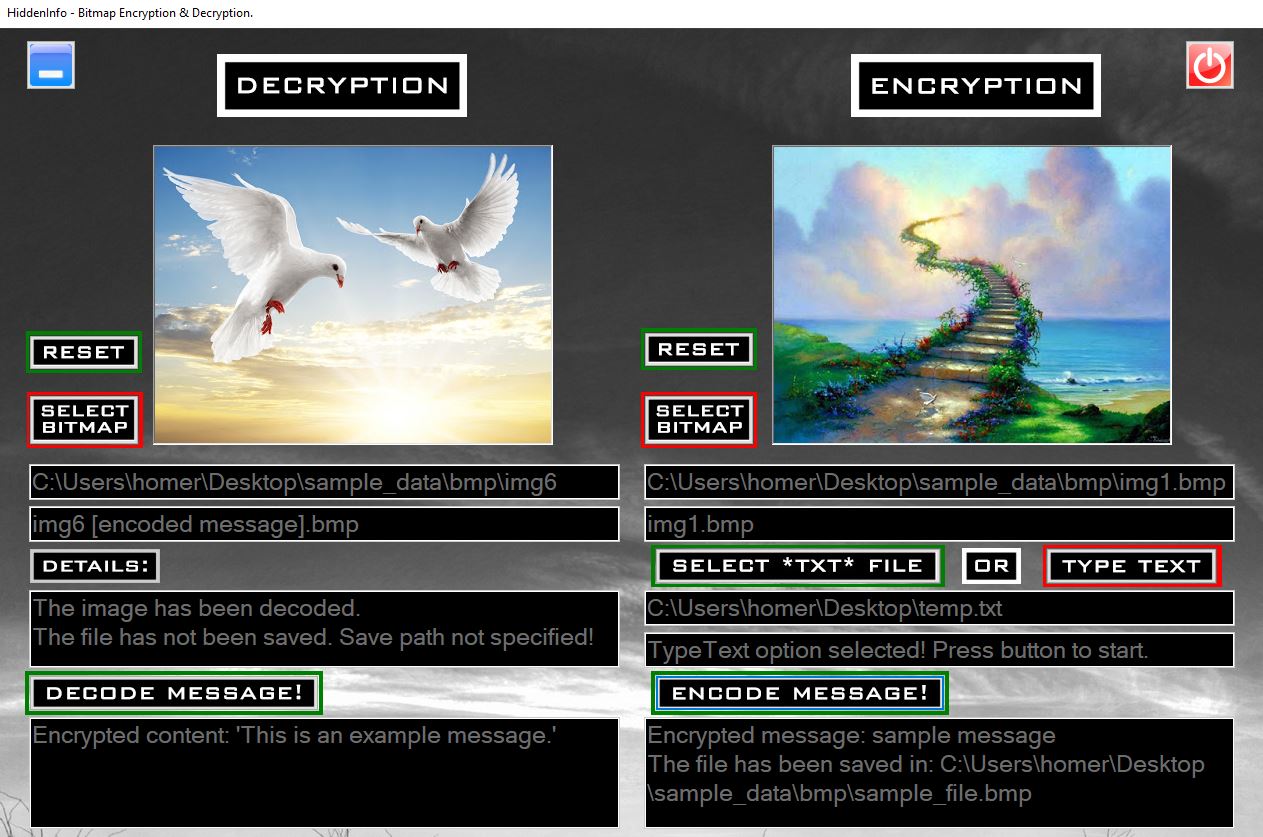 HiddenInfo - Bitmap Encryption & Decryption.
DECRYPTION
RESET
SELECT
BITMAP
C:\Users\homer\Desktop\sample_data\bmp\img6
img6 [encoded message].bmp
DETAILS:
The image has been decoded.
The file has not been saved. Save path not specified!
DECODE MESSAGE!
Encrypted content: 'This is an example message.'
ENCRYPTION
RESET
SELECT
BITMAP
C:\Users\homer\Desktop\sample_data\bmp\img1.bmp
img1.bmp
SELECT *TXT* FILE
OR
TYPE TEXT
C:\Users\homer\Desktop\temp.txt
TypeText option selected! Press button to start.
ENCODE MESSAGE!
Encrypted message: sample message
The file has been saved in: C:\Users\homer\Desktop
\sample_data\bmp\sample_file.bmp